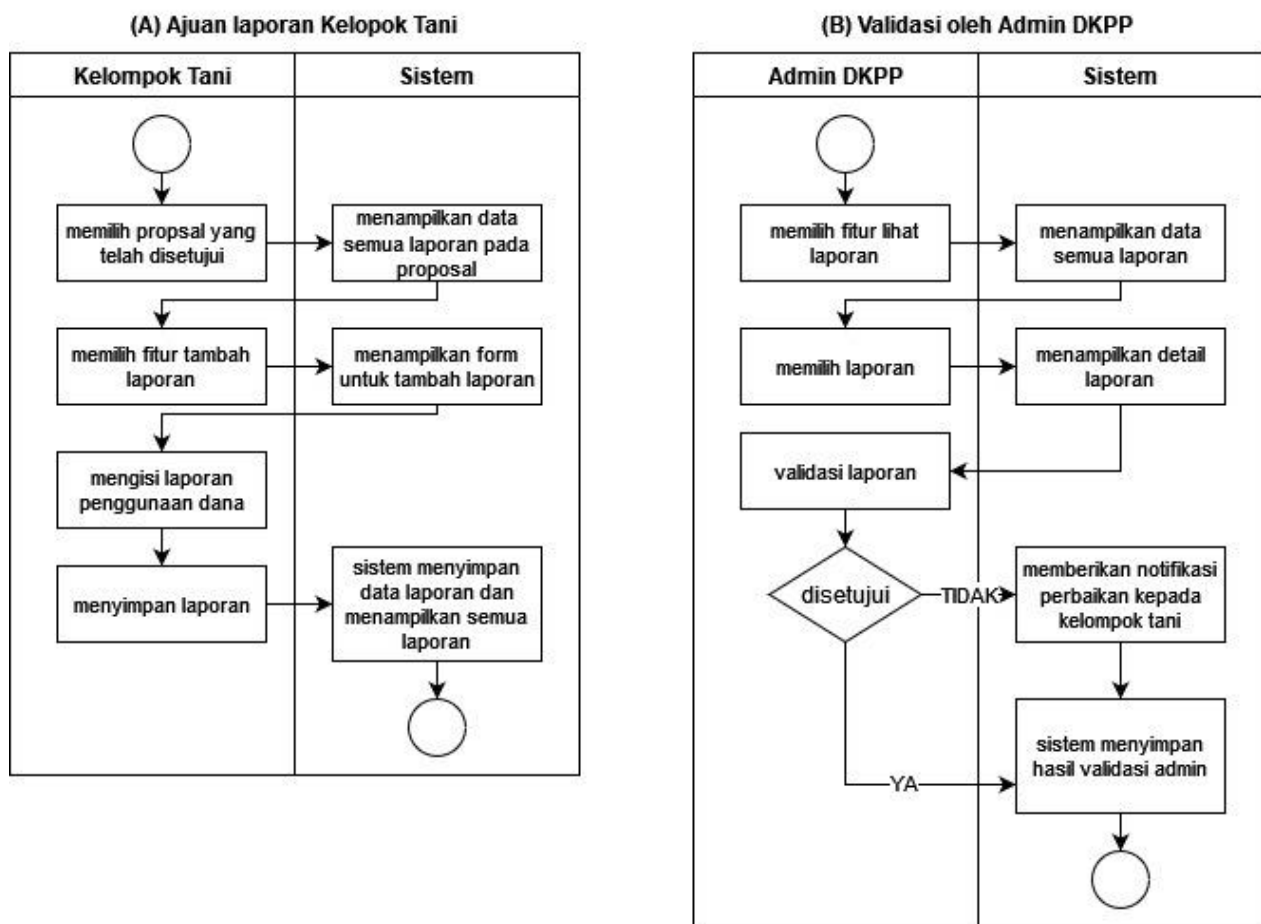 (A) Ajuan laporan Kelopok Tani
Kelompok Tani
Sistem
memilih propsal yang
telah disetujui
menampilkan data
semua laporan pada
proposal
memilih fitur tambah
laporan
menampilkan form
untuk tambah laporan
mengisi laporan
penggunaan dana
menyimpan laporan
sistem menyimpan
data laporan dan
menampilkan semua
laporan
(B) Validasi oleh Admin DKPP
Admin DKPP
Sistem
memilih fitur lihat
laporan
menampilkan data
semua laporan
memilih laporan
menampilkan detail
laporan
validasi laporan
disetujui
TIDAK
memberikan notifikasi
perbaikan kepada
kelompok tani
YA
sistem menyimpan
hasil validasi admin